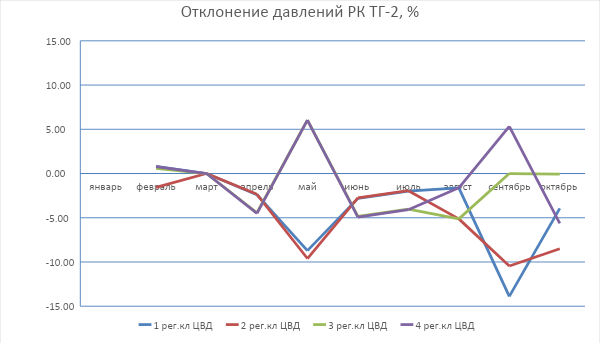 Отклонение давлений РК ТГ-2, %
15.00
10.00
5.00
0.00
январь февраль март апрель май июнь июль август сентябрь октябрь
-5.00
-10.00
-15.00
1 рег.кл ЦВД 2 рег.кл ЦВД 3 рег.кл ЦВД 4 рег.кл ЦВД